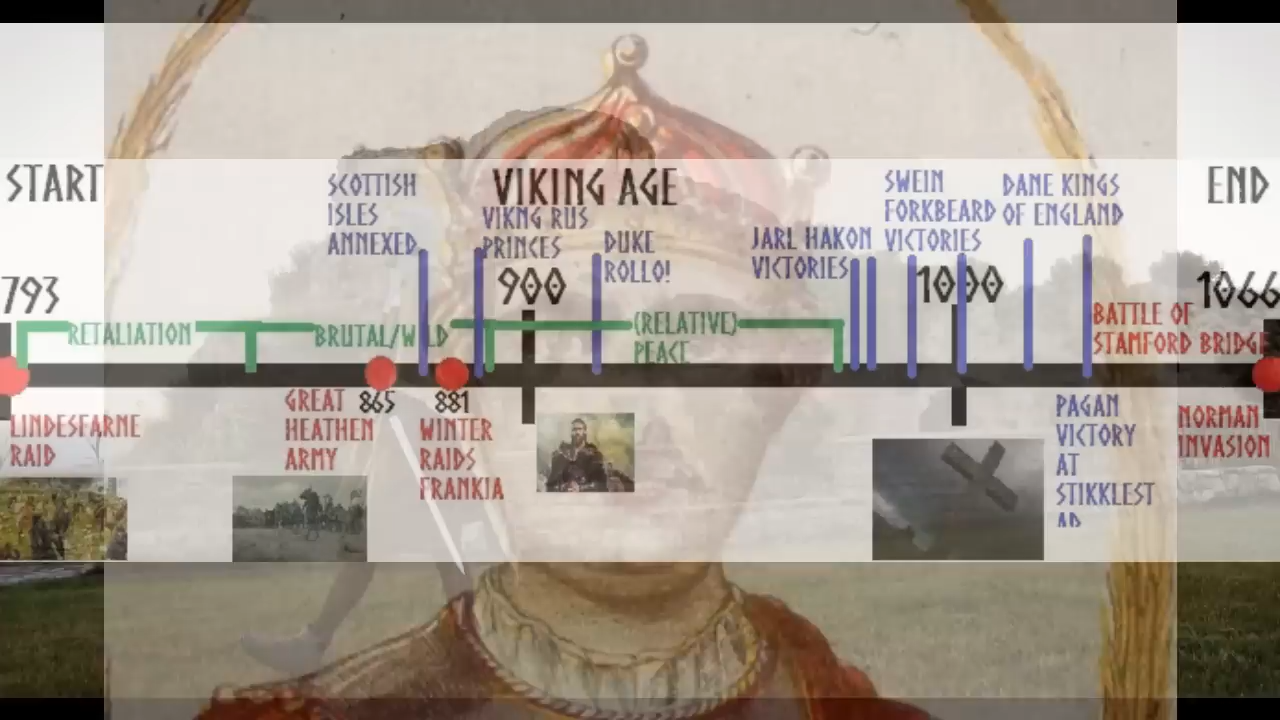 START
VIKING AGE
END
793
900
1000
1066
SCOTTISH
ISLES
ANNEXED
VIKNG RUS
PRINCES
DUKE
ROLLO!
JARL HAKON
VICTORIES
SWEIN
FORKBEARD
VICTORIES
DANE KINGS
OF ENGLAND
RETALIATION
BRUTAL/W LD
(RELATIVE)
PEACE
BATTLE OF
STAMFORD BRIDGE
LINDESFARNE
RAID
GREAT
HEATHEN
ARMY
865
881
WINTER
RAIDS
FRANKIA
PAGAN
VICTORY
AT
STIKKLEST
AD
NORMAN
INVASION